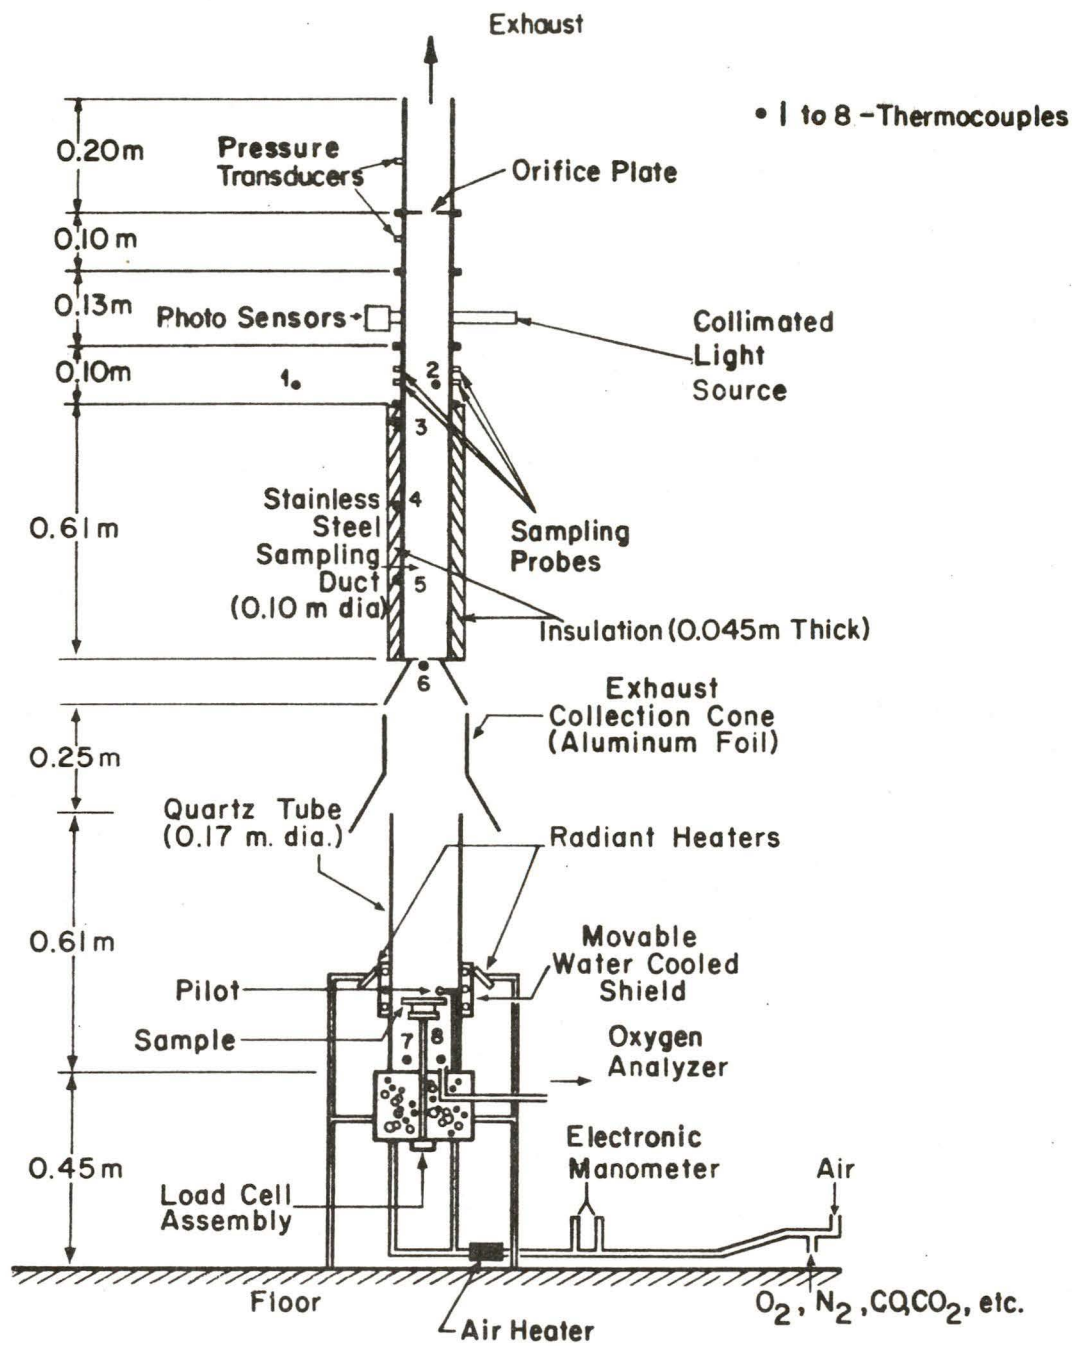 Exhaust
• 1 to 8 - Thermocouples
0.20m
Pressure
Transducers
Orifice Plate
0.10 m
0.13m
Photo Sensors
Collimated
Light
Source
0.10m
1
2
3
Stainless
Steel
Sampling
Duct
(0.10 m dia)
4
0.61m
Sampling
Probes
5
Insulation (0.045m Thick)
6
Exhaust
Collection Cone
(Aluminum Foil)
0.25m
Quartz Tube
(0.17 m. dia.)
Radiant Heaters
0.61m
Movable
Water Cooled
Shield
Pilot
Sample
7
8
Oxygen
Analyzer
Electronic
Manometer
0.45m
Air
Load Cell
Assembly
Floor
O2, N2, CO,CO2, etc.
Air Heater